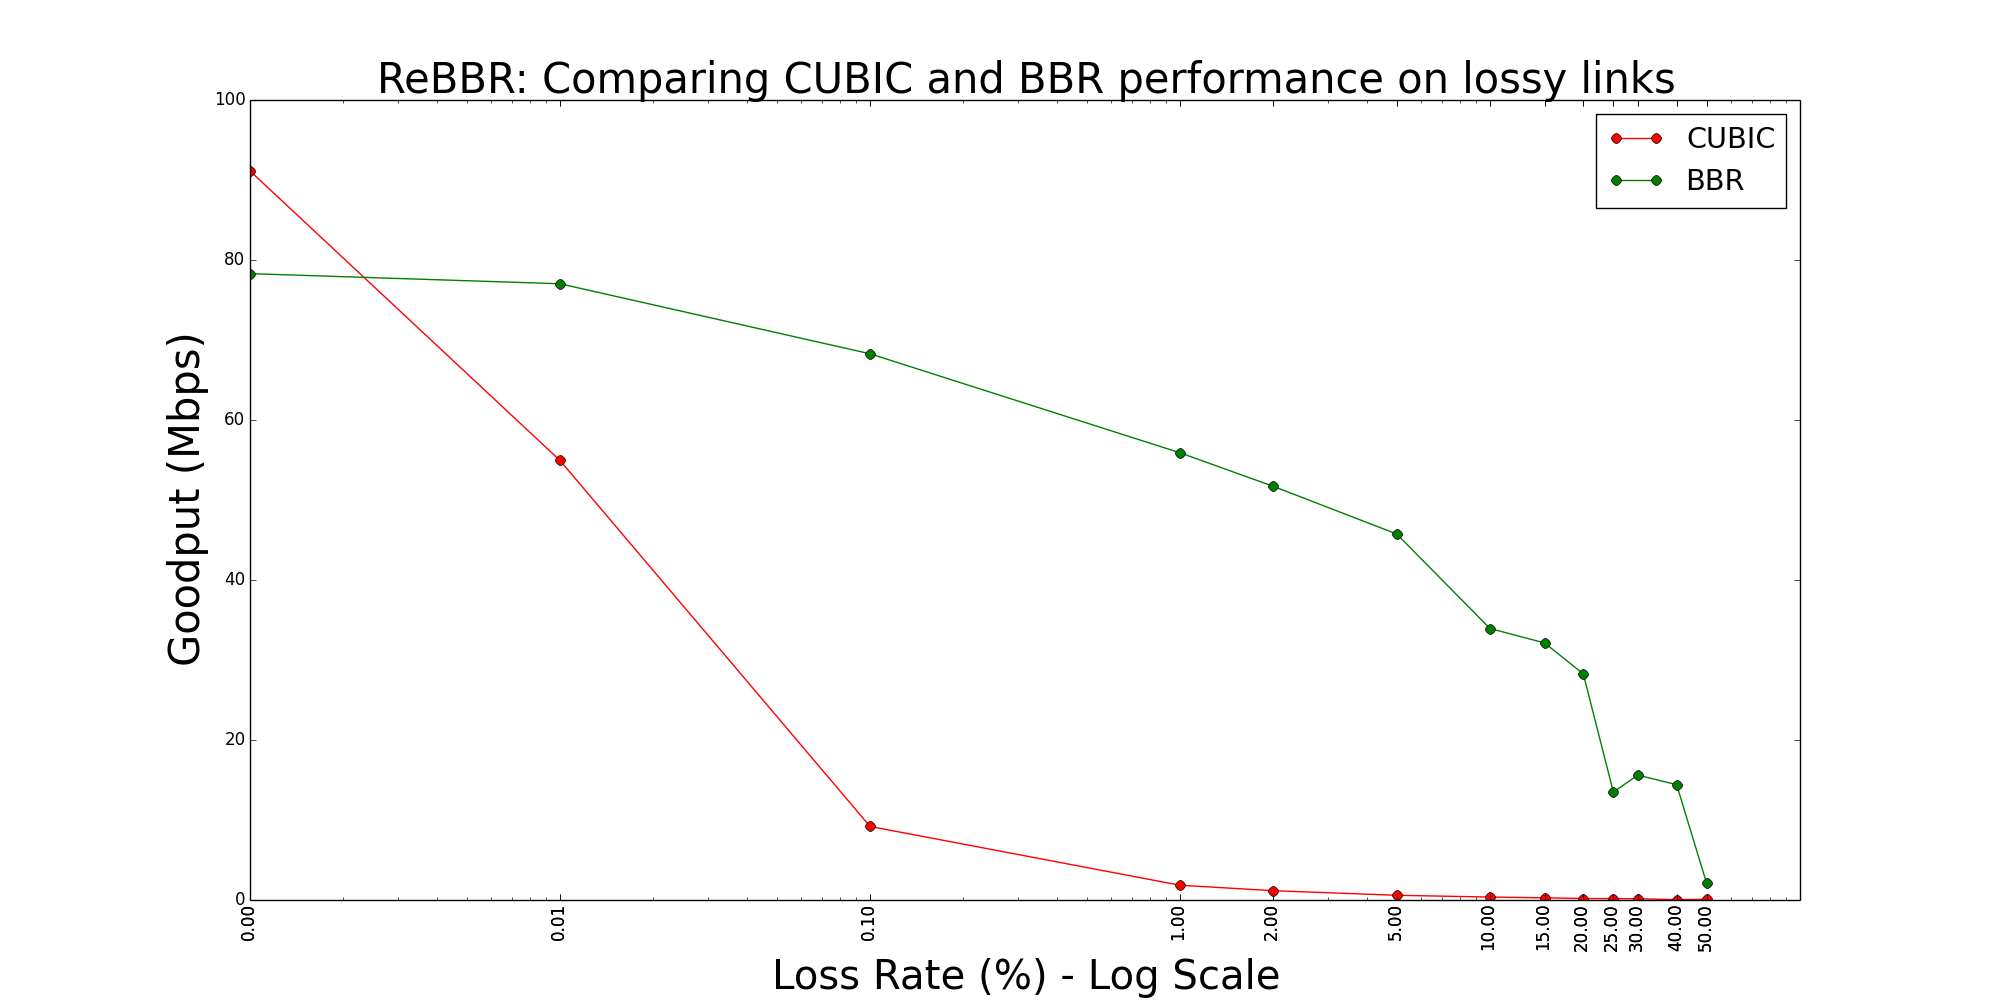 ReBBR: Comparing CUBIC and BBR performance on lossy links
CUBIC
BBR
Goodput (Mbps)
100
80
60
40
20
0
0.00 0.01 0.10 1.00 2.00 5.00 10.00 15.00 20.00 25.00 30.00 40.00 50.00
Loss Rate (%) - Log Scale